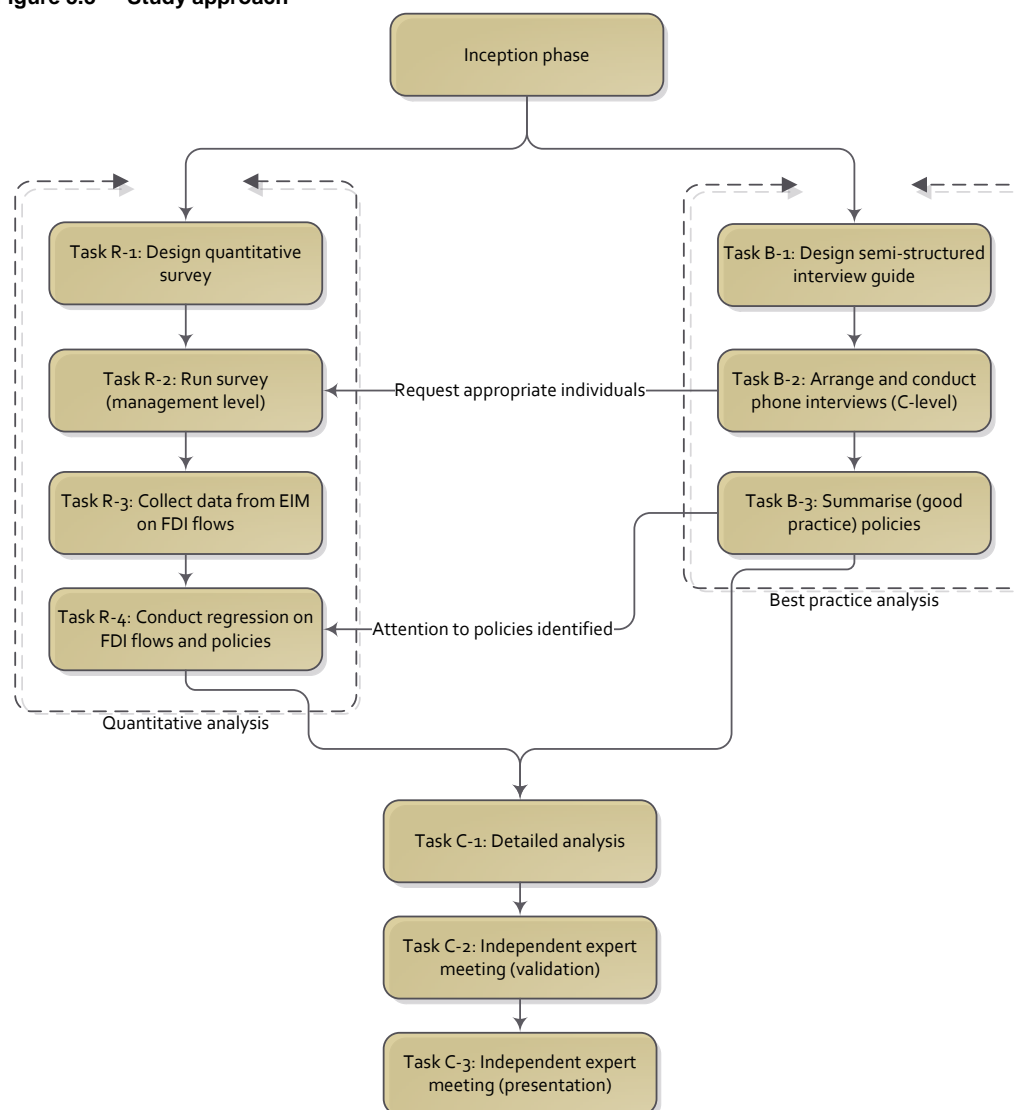 Study approach
Inception phase
Task R-1: Design quantitative
survey
Task B-1: Design semi-structured
interview guide
Task R-2: Run survey
(management level)
Request appropriate individuals
Task B-2: Arrange and conduct
phone interviews (C-level)
Task R-3: Collect data from EIM
on FDI flows
Task B-3: Summarise (good
practice) policies
Best practice analysis
Task R-4: Conduct regression on
FDI flows and policies
Attention to policies identified
Quantitative analysis
Task C-1: Detailed analysis
Task C-2: Independent expert
meeting (validation)
Task C-3: Independent expert
meeting (presentation)